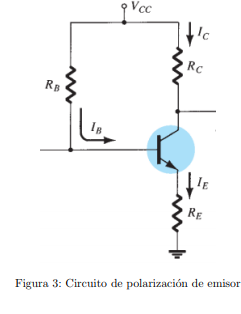 VCC
IC
RC
RB
IB
IE
RE
Figura 3: Circuito de polarización de emisor